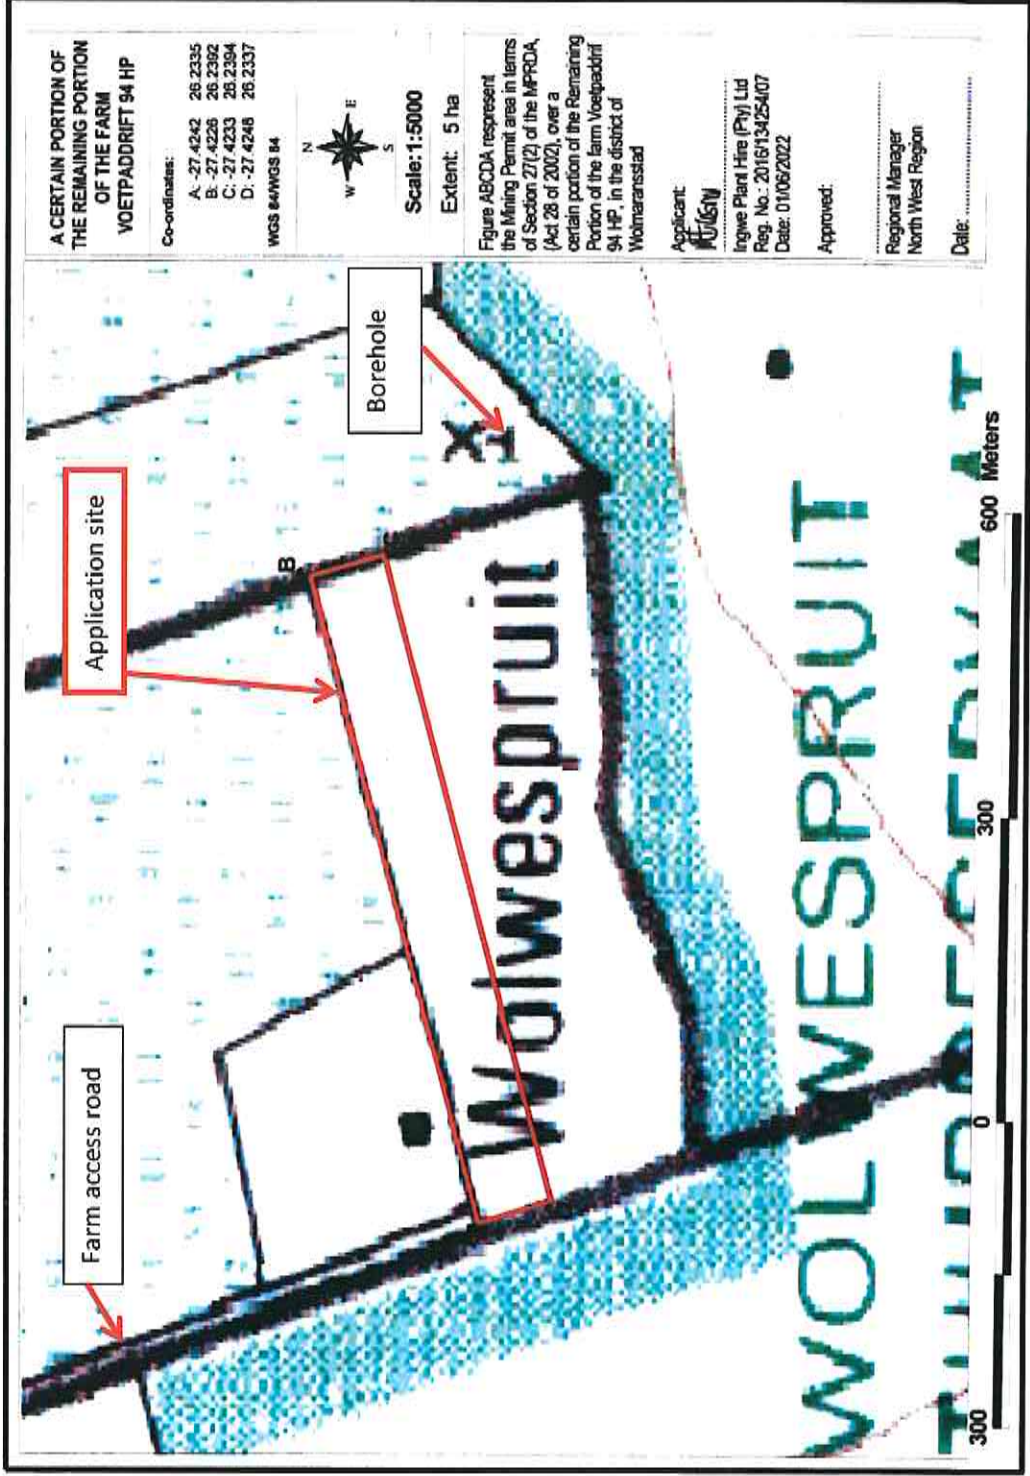 A CERTAIN PORTION OF
THE REMAINING PORTION
OF THE FARM
VOETPADDRIFT 94 HP
Co-ordinates:
A: -27.4242 26.2335
B: -27.4226 26.2392
C: -27.4233 26.2394
D: -27.4248 26.2337
WGS 84/WGS 84
N
W E
S
Scale:1:5000
Extent: 5 ha
Figure ABCDA respresent
the Mining Permit area in terms
of Section 27(2) of the MPRDA,
(Act 28 of 2002), over a
certain portion of the Remaining
Portion of the farm Voetpaddrif
94 HP, in the district of
Wolmaransstad
Applicant:
Ingwe Plant Hire (Pty) Ltd
Reg. No.: 2016/134254/07
Date: 01/06/2022
Approved:
Regional Manager
North West Region
Date:
Farm access road
Application site
Borehole
B
X
Wolwespruit
WOLWESPRUIT
300 0 300 600 Meters